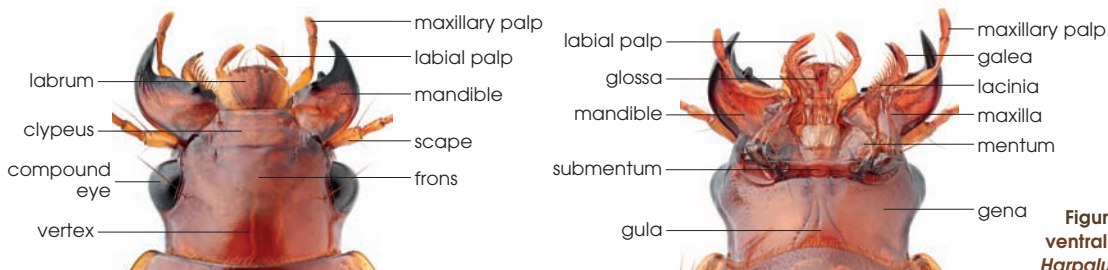 maxillary palp
labial palp
labrum
mandible
clypeus
scape
compound
eye
frons
vertex
labial palp
maxillary palp
galea
glossa
lacinia
mandible
maxilla
mentum
submentum
gena
gula
Figur
ventral
Harpalu